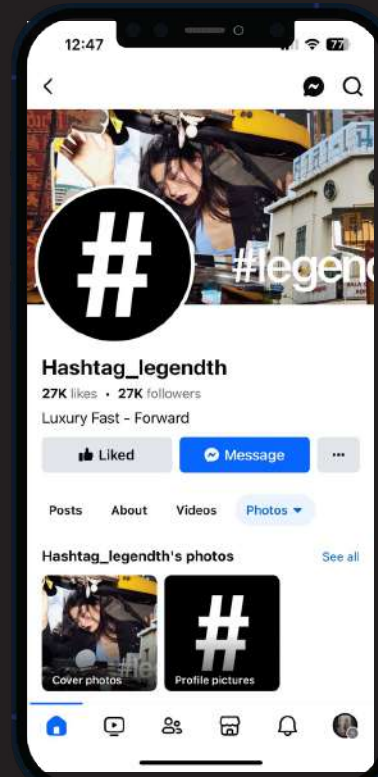 12:47
77
#
#legend
Hashtag_legendth
27K likes • 27K followers
Luxury Fast - Forward
Liked
Message
Posts
About
Videos
Photos
Hashtag_legendth's photos
See all
#
Cover photos
Profile pictures